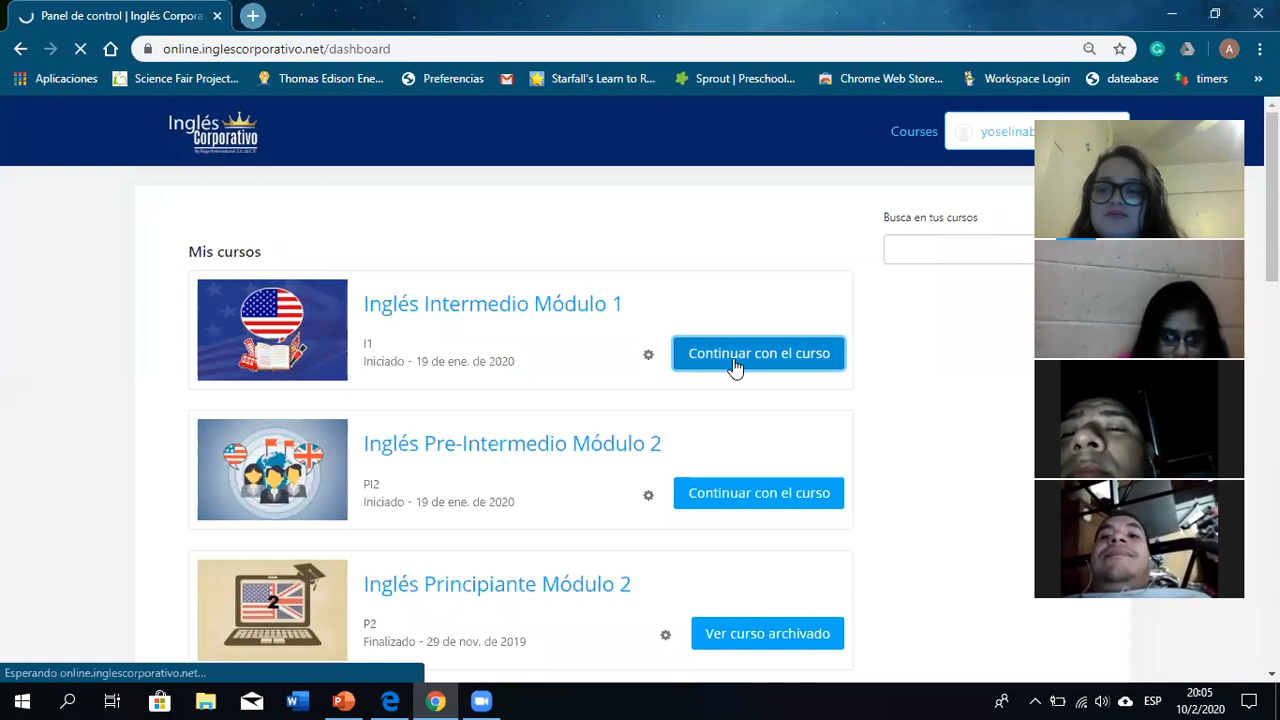 Panel de control | Inglés Corporativo
online.inglescorporativo.net/dashboard
Aplicaciones
Science Fair Project...
Thomas Edison Ene...
Preferencias
Starfall's Learn to R...
Sprout | Preschool...
Chrome Web Store...
Workspace Login
dateabase
timers
»
Inglés
Corporativo
Courses
yoselinab
Busca en tus cursos
Mis cursos
Inglés Intermedio Módulo 1
I1
Iniciado - 19 de ene. de 2020
Continuar con el curso
Inglés Pre-Intermedio Módulo 2
PI2
Iniciado - 19 de ene. de 2020
Continuar con el curso
2
Inglés Principiante Módulo 2
P2
Finalizado - 29 de nov. de 2019
Ver curso archivado
Esperando online.inglescorporativo.net...
ESP
20:05
10/2/2020